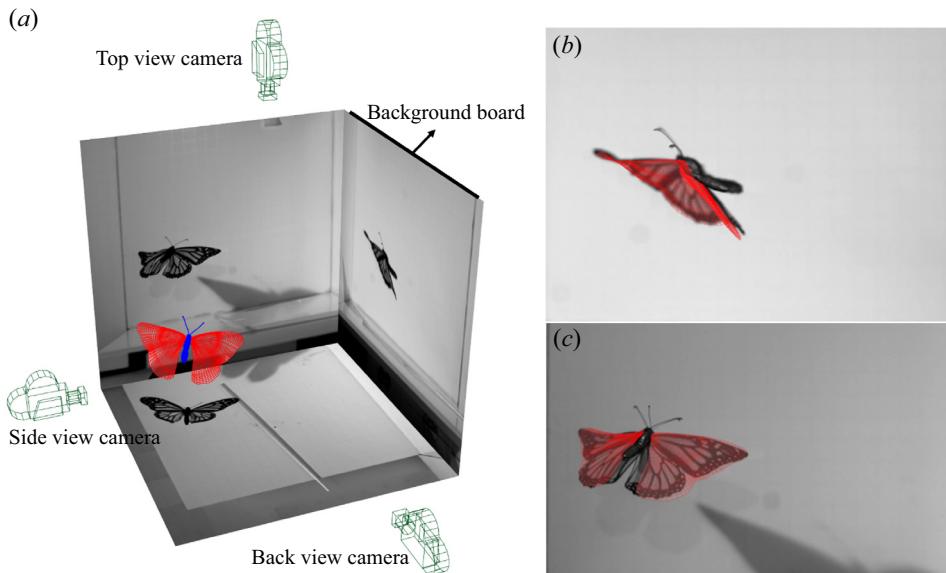 (a)
Top view camera
Background board
Side view camera
Back view camera
(b)
(c)